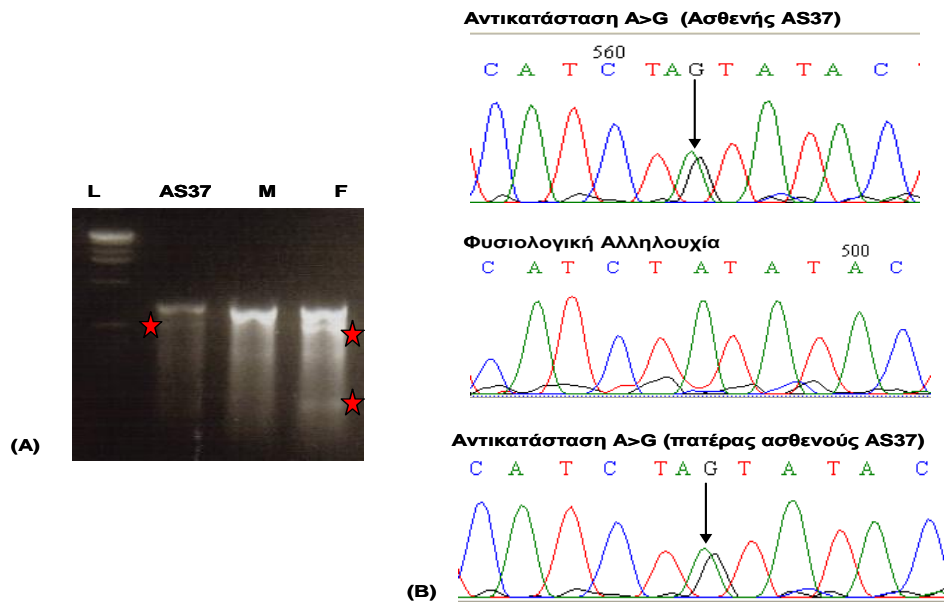 Αντικατάσταση A>G (Ασθενής AS37)
560
C A T C T A G T A T A C T
L AS37 M F
(A)
Φυσιολογική Αλληλουχία
500
C A T C T A T A T A C
Αντικατάσταση A>G (πατέρας ασθενούς AS37)
C A T C T A G T A T A C
(B)